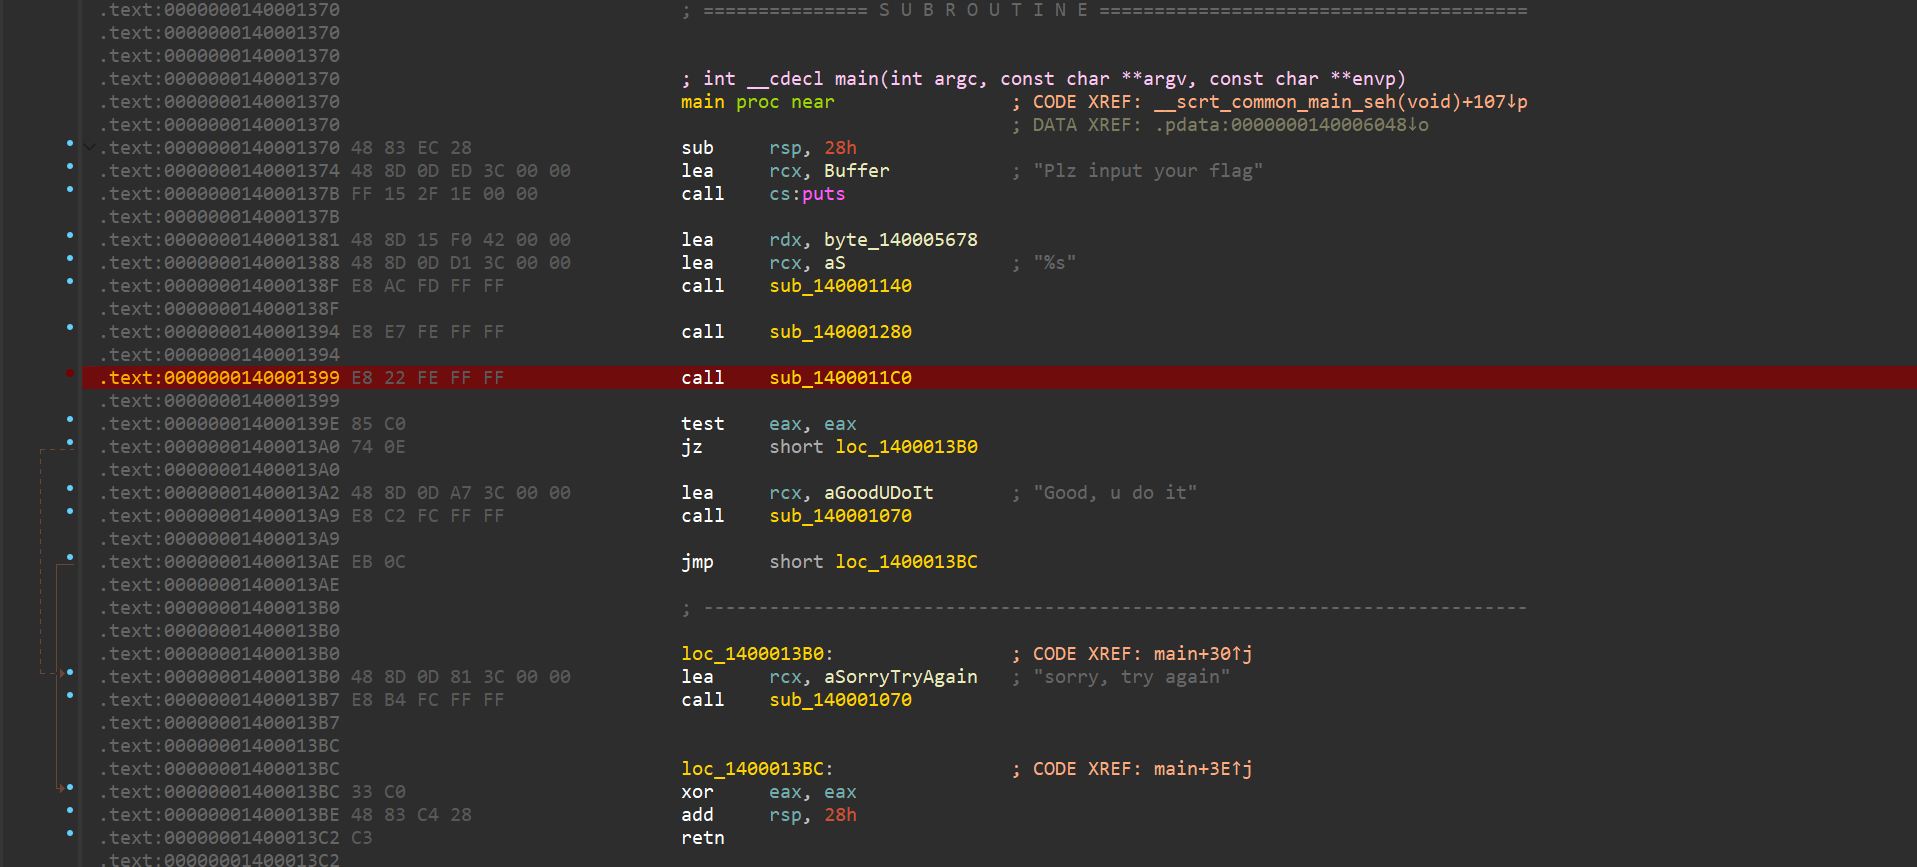 .text:0000000140001370 ; =============== S U B R O U T I N E =======================================
.text:0000000140001370
.text:0000000140001370
.text:0000000140001370 ; int __cdecl main(int argc, const char **argv, const char **envp)
.text:0000000140001370 main proc near ; CODE XREF: __scrt_common_main_seh(void)+107↓p
.text:0000000140001370 ; DATA XREF: .pdata:0000000140006048↓o
.text:0000000140001370 48 83 EC 28 sub rsp, 28h
.text:0000000140001374 48 8D 0D ED 3C 00 00 lea rcx, Buffer ; "Plz input your flag"
.text:000000014000137B FF 15 2F 1E 00 00 call cs:puts
.text:000000014000137B
.text:0000000140001381 48 8D 15 F0 42 00 00 lea rdx, byte_140005678
.text:0000000140001388 48 8D 0D D1 3C 00 00 lea rcx, aS ; "%s"
.text:000000014000138F E8 AC FD FF FF call sub_140001140
.text:000000014000138F
.text:0000000140001394 E8 E7 FE FF FF call sub_140001280
.text:0000000140001394
.text:0000000140001399 E8 22 FE FF FF call sub_1400011C0
.text:0000000140001399
.text:000000014000139E 85 C0 test eax, eax
.text:00000001400013A0 74 0E jz short loc_1400013B0
.text:00000001400013A0
.text:00000001400013A2 48 8D 0D A7 3C 00 00 lea rcx, aGoodUDoIt ; "Good, u do it"
.text:00000001400013A9 E8 C2 FC FF FF call sub_140001070
.text:00000001400013A9
.text:00000001400013AE EB 0C jmp short loc_1400013BC
.text:00000001400013AE
.text:00000001400013B0 ; ---------------------------------------------------------------------------
.text:00000001400013B0
.text:00000001400013B0 loc_1400013B0: ; CODE XREF: main+30↑j
.text:00000001400013B0 48 8D 0D 81 3C 00 00 lea rcx, aSorryTryAgain ; "sorry, try again"
.text:00000001400013B7 E8 B4 FC FF FF call sub_140001070
.text:00000001400013B7
.text:00000001400013BC
.text:00000001400013BC loc_1400013BC: ; CODE XREF: main+3E↑j
.text:00000001400013BC 33 C0 xor eax, eax
.text:00000001400013BE 48 83 C4 28 add rsp, 28h
.text:00000001400013C2 C3 retn
.text:00000001400013C2